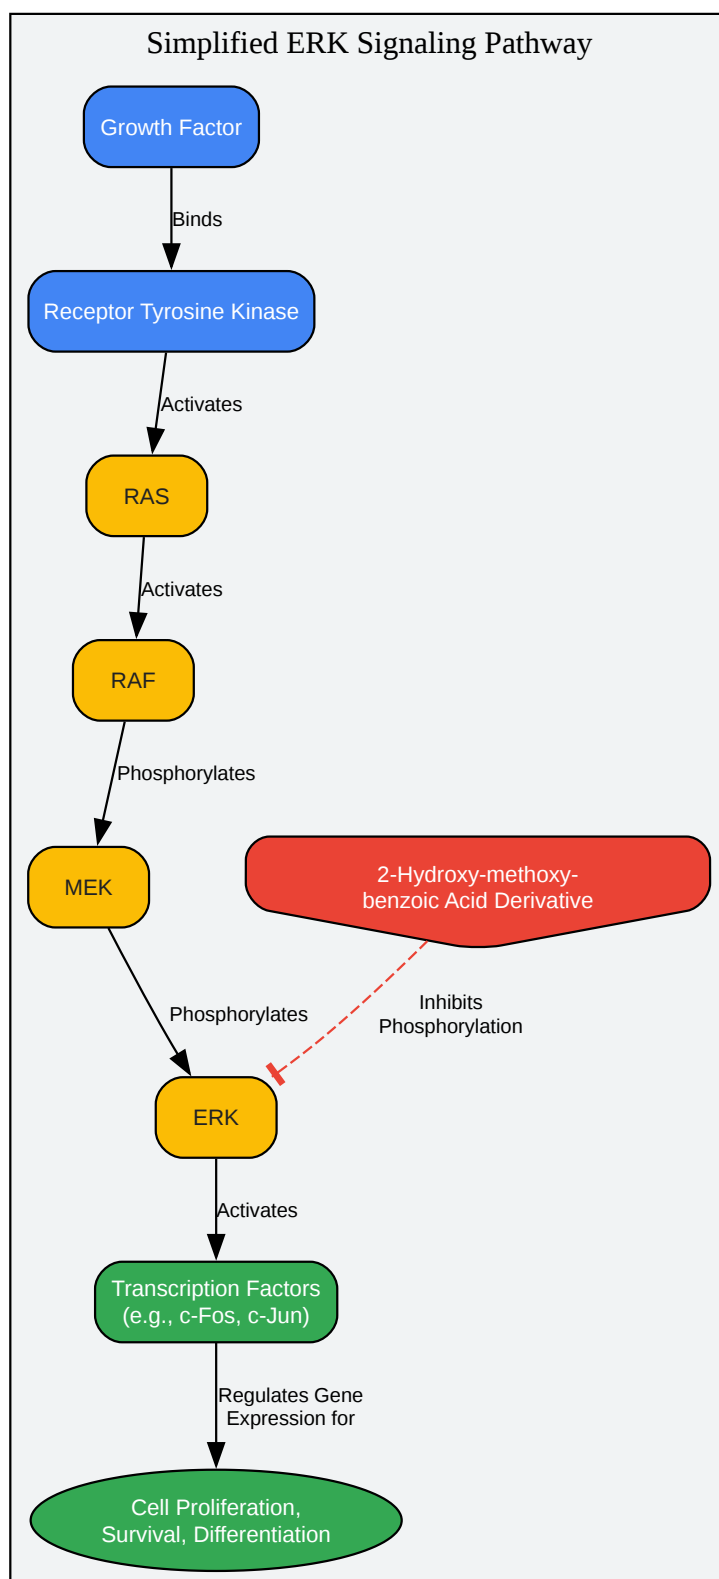 Simplified ERK Signaling Pathway
Growth Factor
Binds
Receptor Tyrosine Kinase
Activates
RAS
Activates
RAF
Phosphorylates
MEK
2-Hydroxy-methoxy-
benzoic Acid Derivative
Phosphorylates
Inhibits
Phosphorylation
ERK
Activates
Transcription Factors
(e.g., c-Fos, c-Jun)
Regulates Gene
Expression for
Cell Proliferation,
Survival, Differentiation